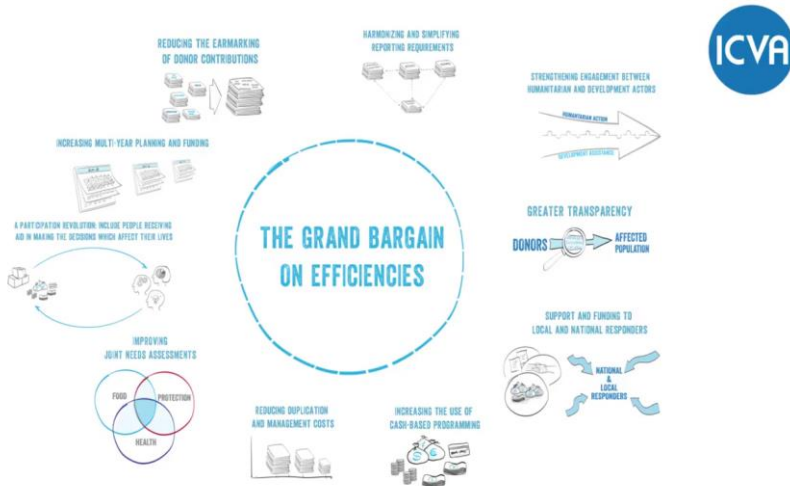 ICVA
REDUCING THE EARMARKING
OF DONOR CONTRIBUTIONS
HARMONIZING AND SIMPLIFYING
REPORTING REQUIREMENTS
STRENGTHENING ENGAGEMENT BETWEEN
HUMANITARIAN AND DEVELOPMENT ACTORS
HUMANITARIAN ACTION
DEVELOPMENT ASSISTANCE
INCREASING MULTI-YEAR PLANNING AND FUNDING
A PARTICIPATION REVOLUTION: INCLUDE PEOPLE RECEIVING
AID IN MAKING THE DECISIONS WHICH AFFECT THEIR LIVES
THE GRAND BARGAIN
ON EFFICIENCIES
GREATER TRANSPARENCY
DONORS
AFFECTED
POPULATION
SUPPORT AND FUNDING TO
LOCAL AND NATIONAL RESPONDERS
NATIONAL
&
LOCAL
RESPONDERS
IMPROVING
JOINT NEEDS ASSESSMENTS
FOOD
PROTECTION
HEALTH
REDUCING DUPLICATION
AND MANAGEMENT COSTS
INCREASING THE USE OF
CASH-BASED PROGRAMMING